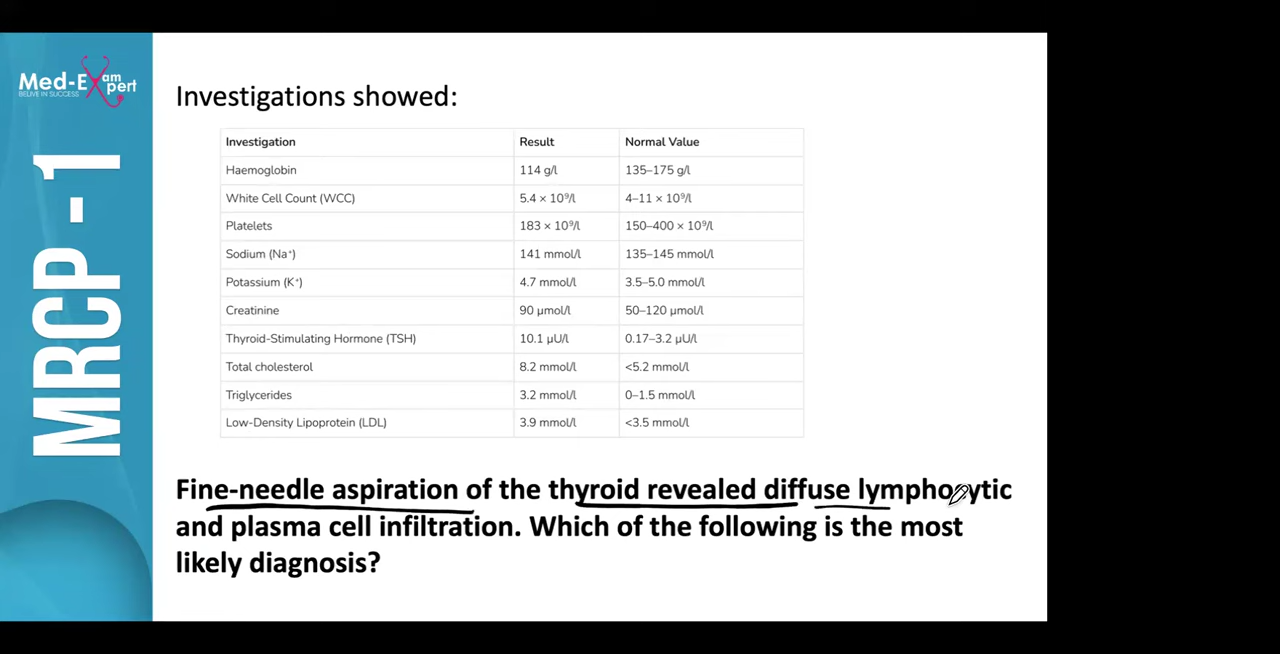 Med-Exam
pert
BELIVE IN SUCCESS
MRCP - 1
Investigations showed:
Investigation Result Normal Value
Haemoglobin 114 g/l 135–175 g/l
White Cell Count (WCC) 5.4 × 10⁹/l 4–11 × 10⁹/l
Platelets 183 × 10⁹/l 150–400 × 10⁹/l
Sodium (Na⁺) 141 mmol/l 135–145 mmol/l
Potassium (K⁺) 4.7 mmol/l 3.5–5.0 mmol/l
Creatinine 90 µmol/l 50–120 µmol/l
Thyroid-Stimulating Hormone (TSH) 10.1 µU/l 0.17–3.2 µU/l
Total cholesterol 8.2 mmol/l <5.2 mmol/l
Triglycerides 3.2 mmol/l 0–1.5 mmol/l
Low-Density Lipoprotein (LDL) 3.9 mmol/l <3.5 mmol/l
Fine-needle aspiration of the thyroid revealed diffuse lymphocytic
and plasma cell infiltration. Which of the following is the most
likely diagnosis?